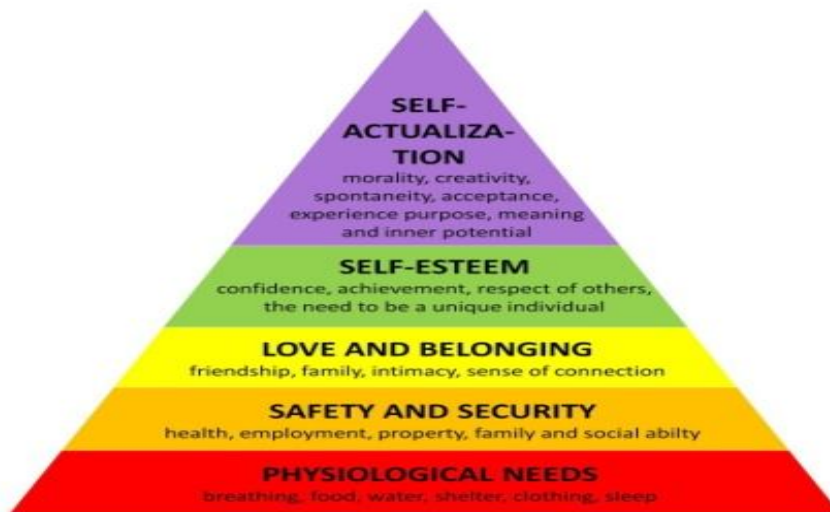 SELF-
ACTUALIZA-
TION
morality, creativity,
spontaneity, acceptance,
experience purpose, meaning
and inner potential
SELF-ESTEEM
confidence, achievement, respect of others,
the need to be a unique individual
LOVE AND BELONGING
friendship, family, intimacy, sense of connection
SAFETY AND SECURITY
health, employment, property, family and social abilty
PHYSIOLOGICAL NEEDS
breathing, food, water, shelter, clothing, sleep